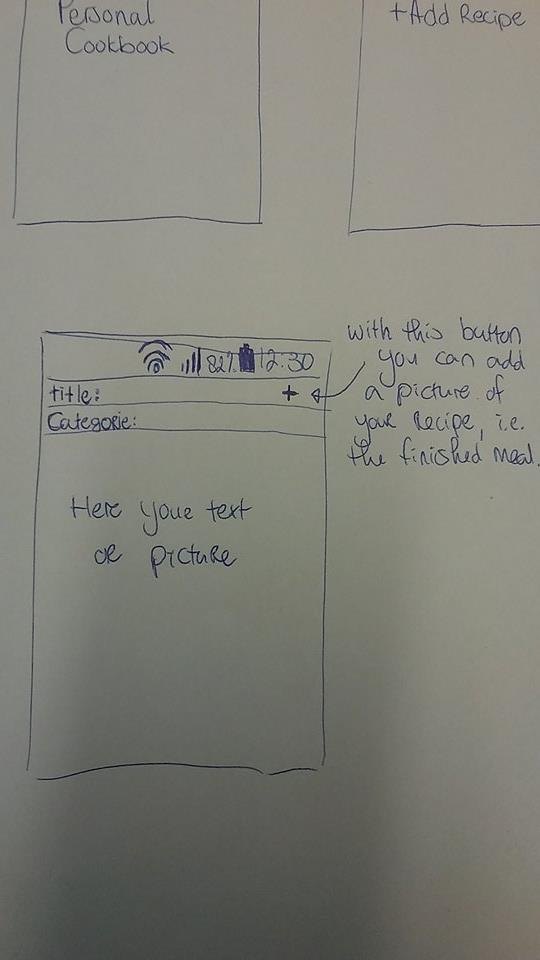 Personal
Cookbook
+Add Recipe
82% 12:30
title: +
Categorie:
Here your text
or picture
with this button
you can add
a picture of
your Recipe, i.e.
the finished meal.